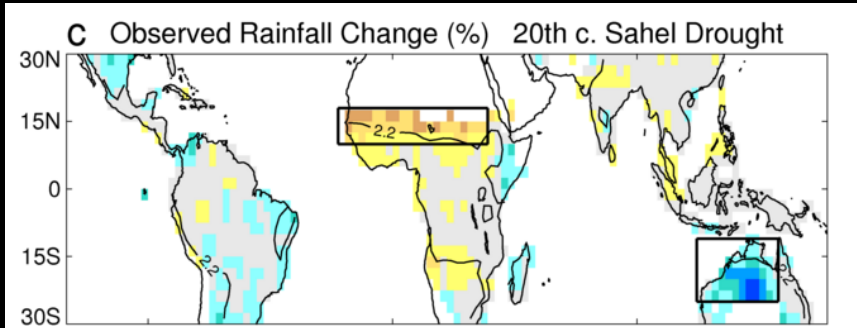 c Observed Rainfall Change (%) 20th c. Sahel Drought
30N
15N
2.2
0
15S
2.2
30S